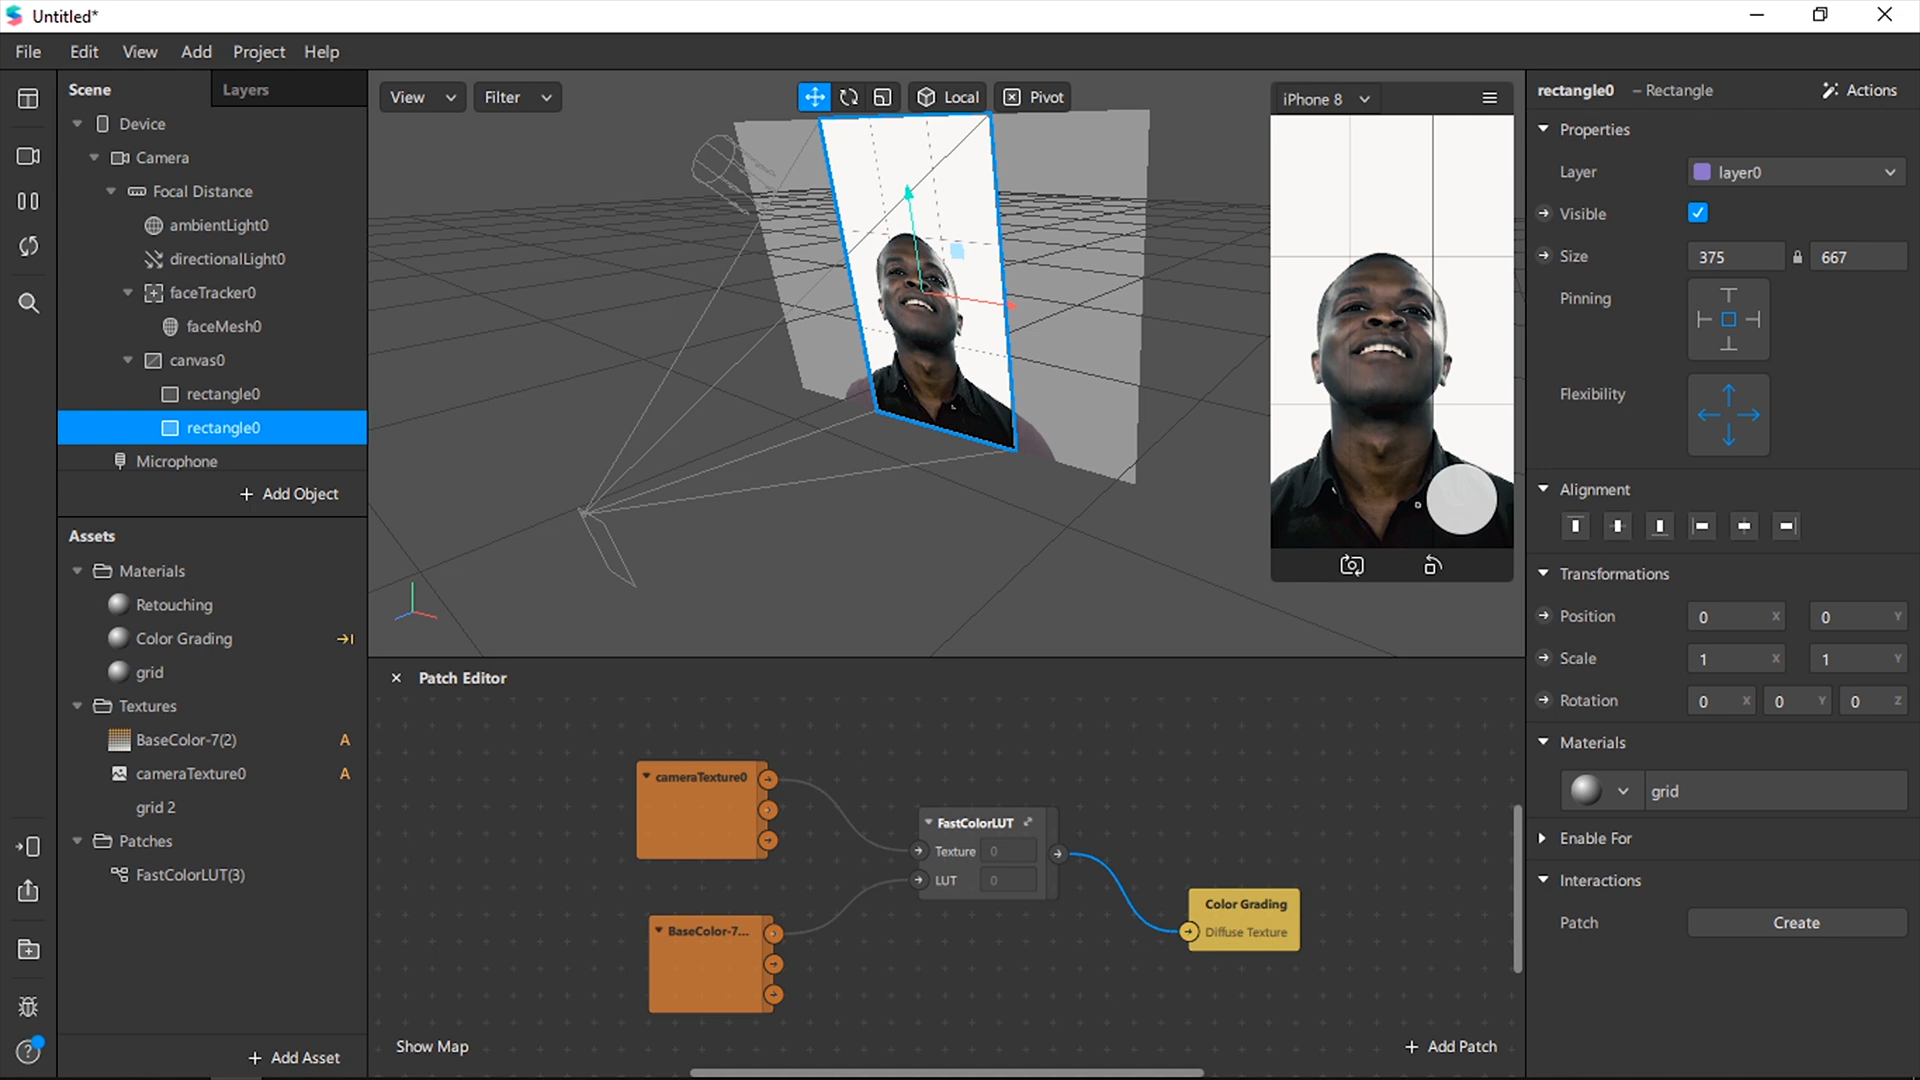 Untitled*
File Edit View Add Project Help
Scene Layers
Device
Camera
Focal Distance
ambientLight0
directionalLight0
faceTracker0
faceMesh0
canvas0
rectangle0
rectangle0
Microphone
+ Add Object
Assets
Materials
Retouching
Color Grading
grid
Textures
BaseColor-7(2) A
cameraTexture0 A
grid 2
Patches
FastColorLUT(3)
+ Add Asset
View Filter Local Pivot
iPhone 8
Patch Editor
cameraTexture0
BaseColor-7...
FastColorLUT
Texture 0
LUT 0
Color Grading
Diffuse Texture
Show Map
+ Add Patch
rectangle0 – Rectangle Actions
Properties
Layer layer0
Visible
Size 375 667
Pinning
Flexibility
Alignment
Transformations
Position 0 X 0 Y
Scale 1 X 1 Y
Rotation 0 X 0 Y 0 Z
Materials
grid
Enable For
Interactions
Patch Create